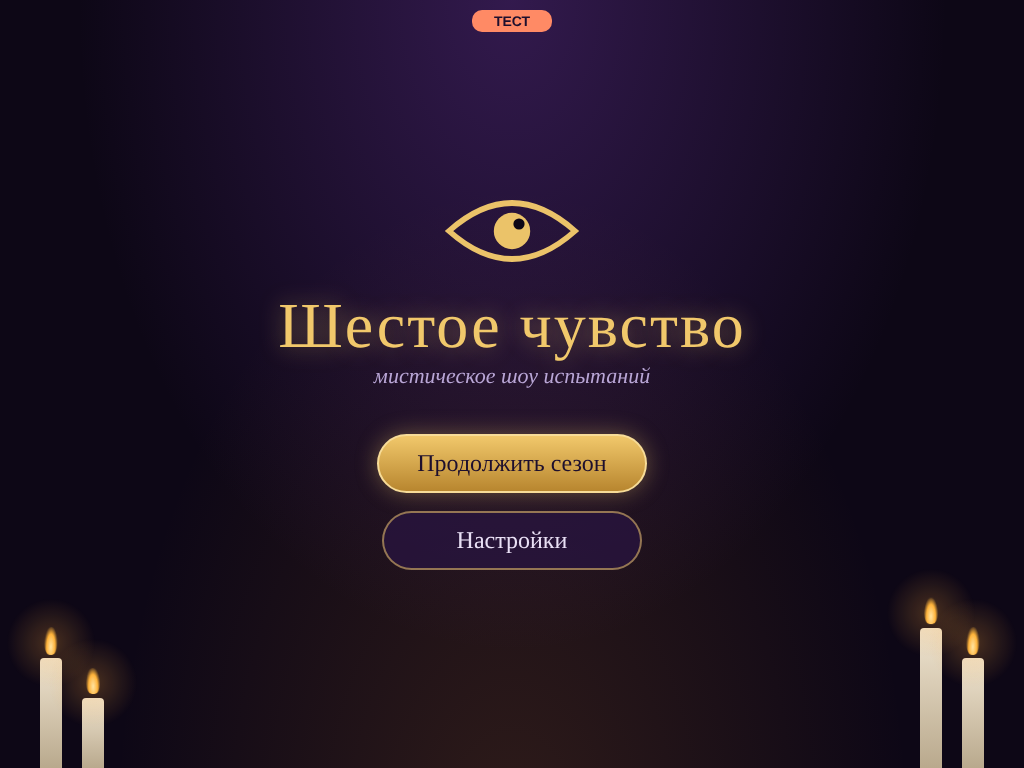 ТЕСТ
Шестое чувство
мистическое шоу испытаний
Продолжить сезон
Настройки